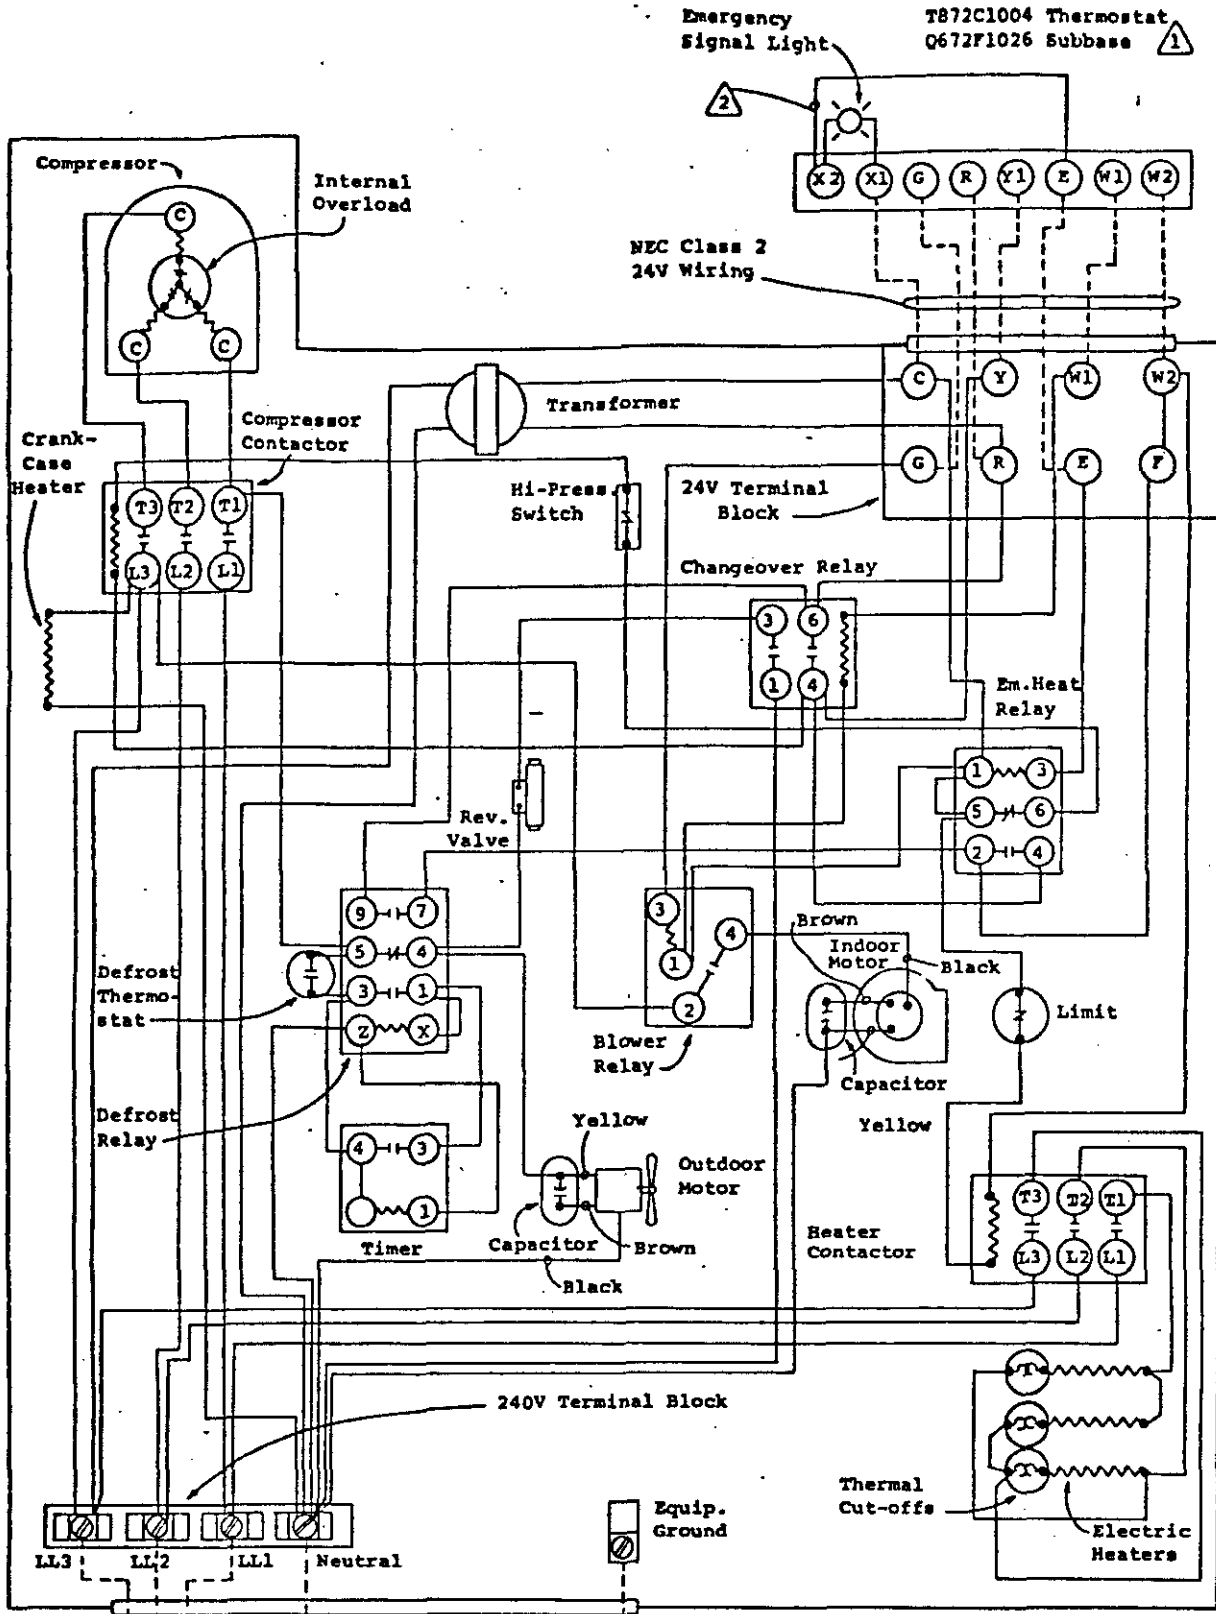 Emergency
Signal Light
T872C1004 Thermostat
Q672F1026 Subbase
1
2
X2 X1 G R Y1 E W1 W2
Compressor
C
Internal
Overload
C C
NEC Class 2
24V Wiring
C Y W1 W2
Transformer
G R E F
24V Terminal
Block
Compressor
Contactor
Crank-
Case
Heater
T3 T2 T1
L3 L2 L1
Hi-Press.
Switch
Changeover Relay
3 6
1 4
Em.Heat
Relay
1 3
5 6
2 4
Rev.
Valve
9 7
5 4
3 1
Z X
Defrost
Thermo-
stat
3
4
1
2
Blower
Relay
Brown
Indoor
Motor
Black
Limit
Capacitor
Yellow
Defrost
Relay
4 3
1
Timer
Yellow
Outdoor
Motor
Capacitor
Brown
Black
Heater
Contactor
T3 T2 T1
L3 L2 L1
240V Terminal Block
Thermal
Cut-offs
Electric
Heaters
Equip.
Ground
LL3 LL2 LL1 Neutral